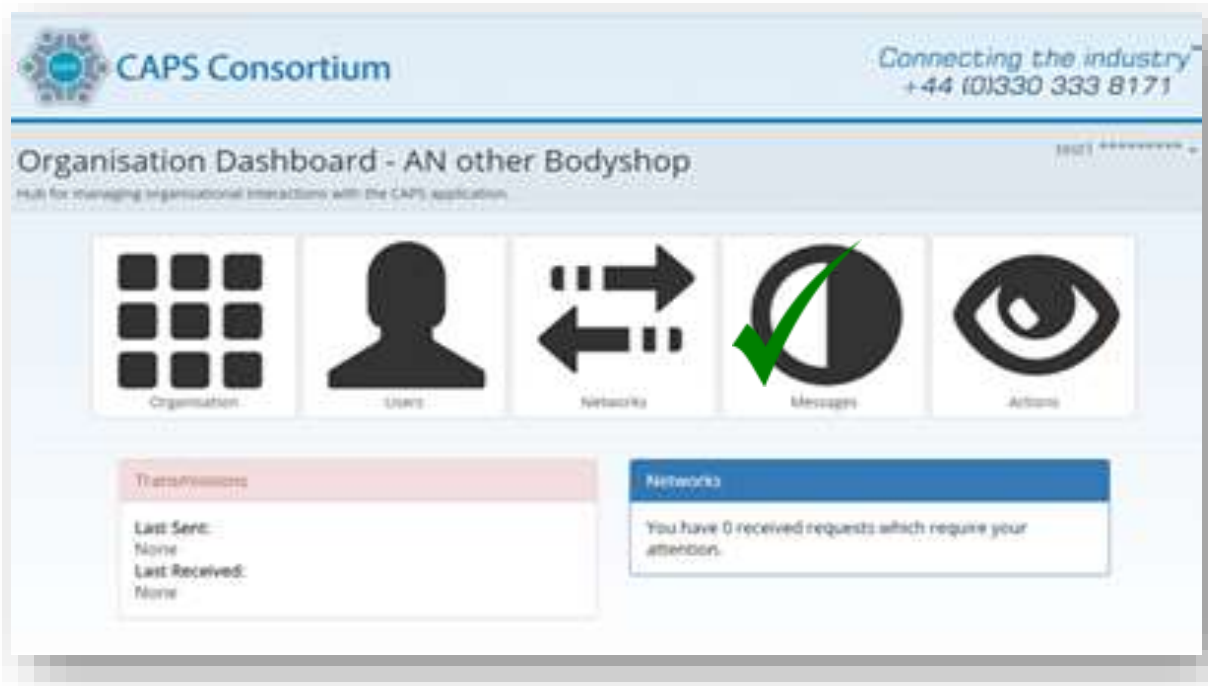 CAPS Consortium
Connecting the industry™
+44 (0)330 333 8171
Organisation Dashboard - AN other Bodyshop
test1 ********* 
Hub for managing organisational interactions with the CAPS application.
Organisation
Users
Networks
Messages
Actions
Transmissions
Last Sent:
None
Last Received:
None
Networks
You have 0 received requests which require your
attention.